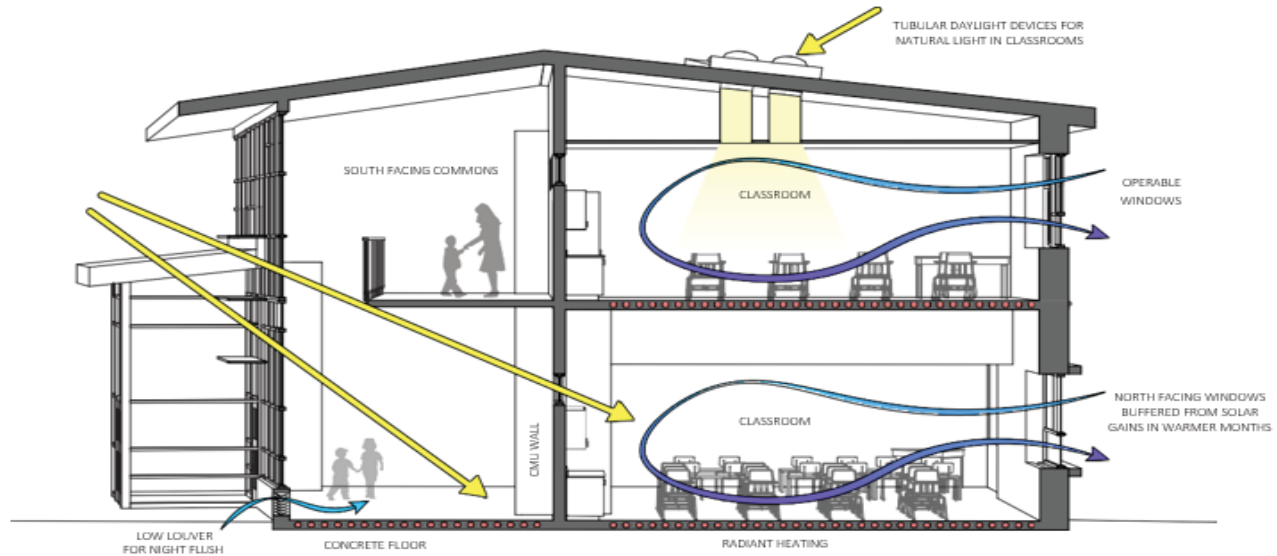 TUBULAR DAYLIGHT DEVICES FOR
NATURAL LIGHT IN CLASSROOMS
SOUTH FACING COMMONS
CLASSROOM
OPERABLE
WINDOWS
CMU WALL
CLASSROOM
NORTH FACING WINDOWS
BUFFERED FROM SOLAR
GAINS IN WARMER MONTHS
LOW LOUVER
FOR NIGHT FLUSH
CONCRETE FLOOR
RADIANT HEATING